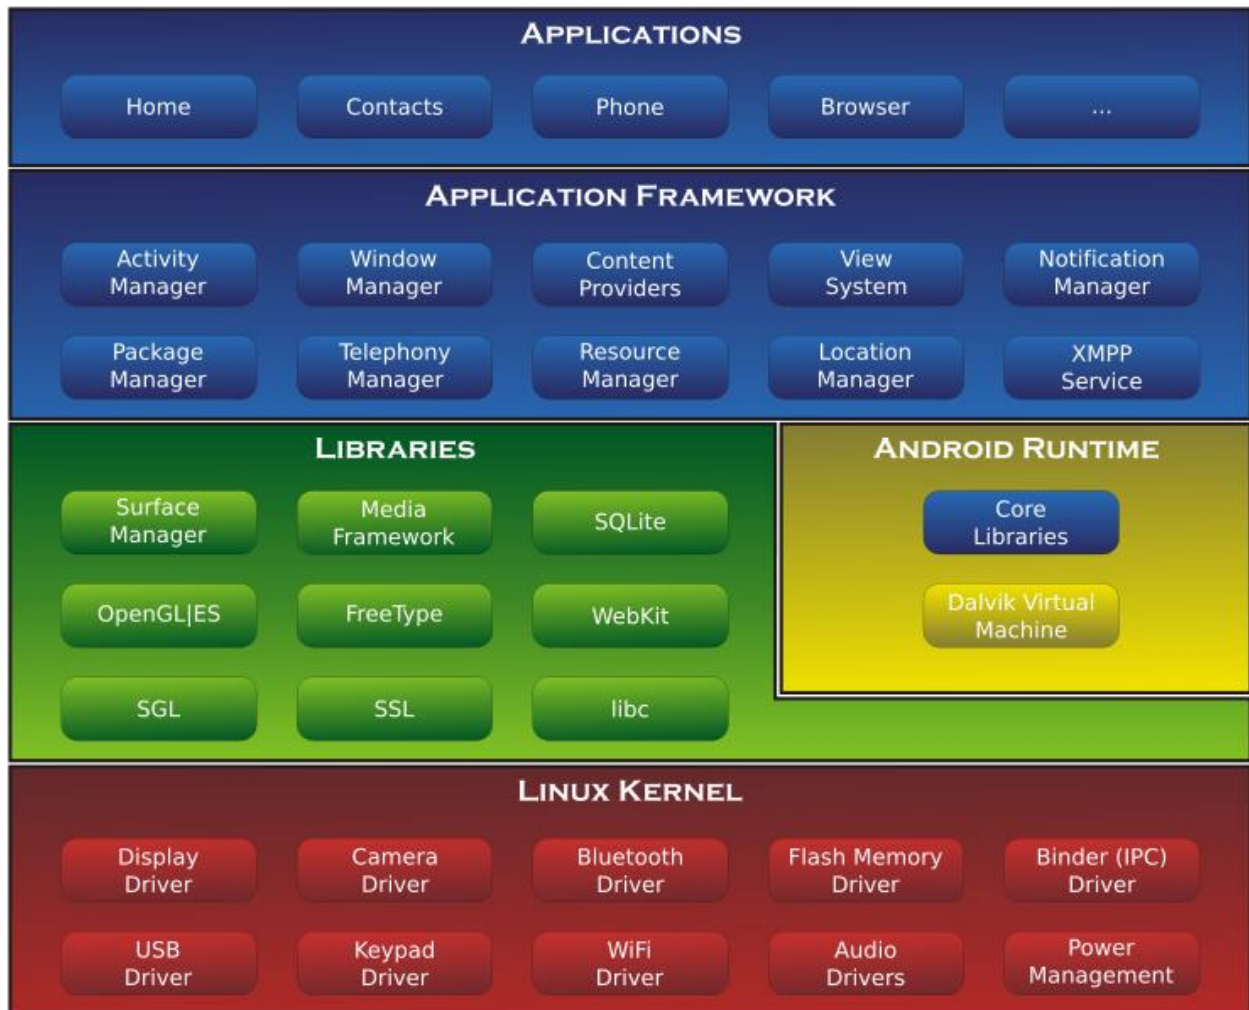 APPLICATIONS
Home
Contacts
Phone
Browser
...
APPLICATION FRAMEWORK
Activity
Manager
Window
Manager
Content
Providers
View
System
Notification
Manager
Package
Manager
Telephony
Manager
Resource
Manager
Location
Manager
XMPP
Service
LIBRARIES
Surface
Manager
Media
Framework
SQLite
OpenGL|ES
FreeType
WebKit
SGL
SSL
libc
ANDROID RUNTIME
Core
Libraries
Dalvik Virtual
Machine
LINUX KERNEL
Display
Driver
Camera
Driver
Bluetooth
Driver
Flash Memory
Driver
Binder (IPC)
Driver
USB
Driver
Keypad
Driver
WiFi
Driver
Audio
Drivers
Power
Management